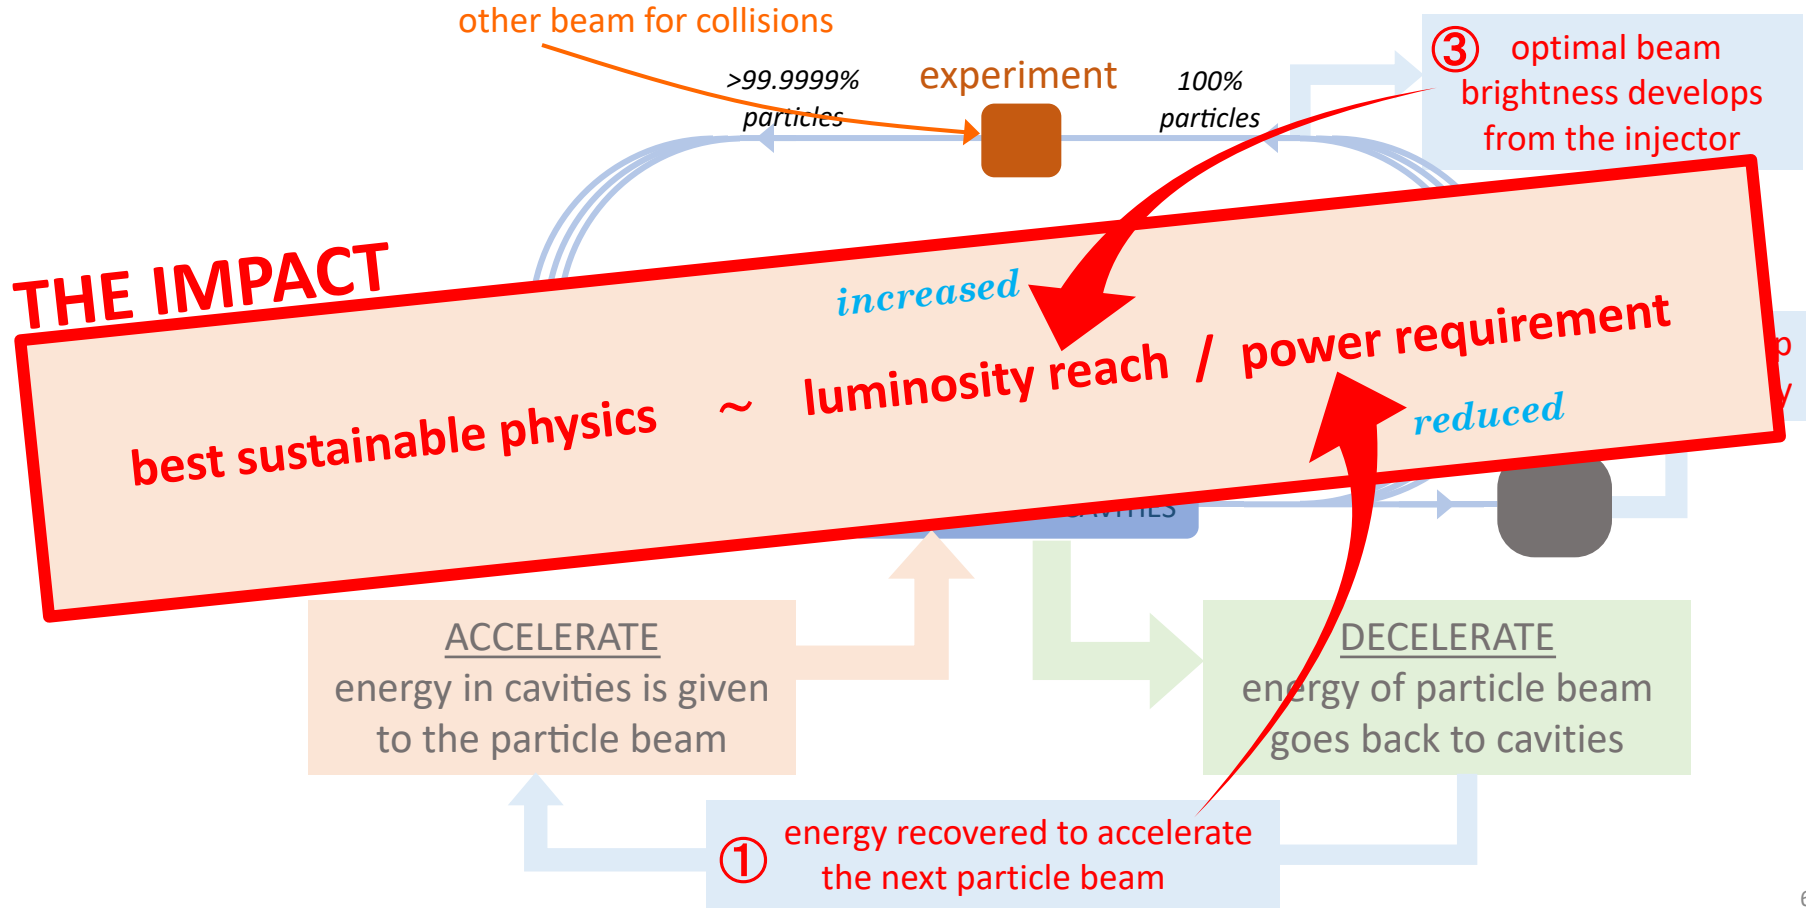 other beam for collisions
>99.9999%
particles
experiment
100%
particles
③ optimal beam
brightness develops
from the injector
THE IMPACT
increased
best sustainable physics ~ luminosity reach / power requirement
reduced
p
y
CAVITIES
ACCELERATE
energy in cavities is given
to the particle beam
DECELERATE
energy of particle beam
goes back to cavities
① energy recovered to accelerate
the next particle beam
6